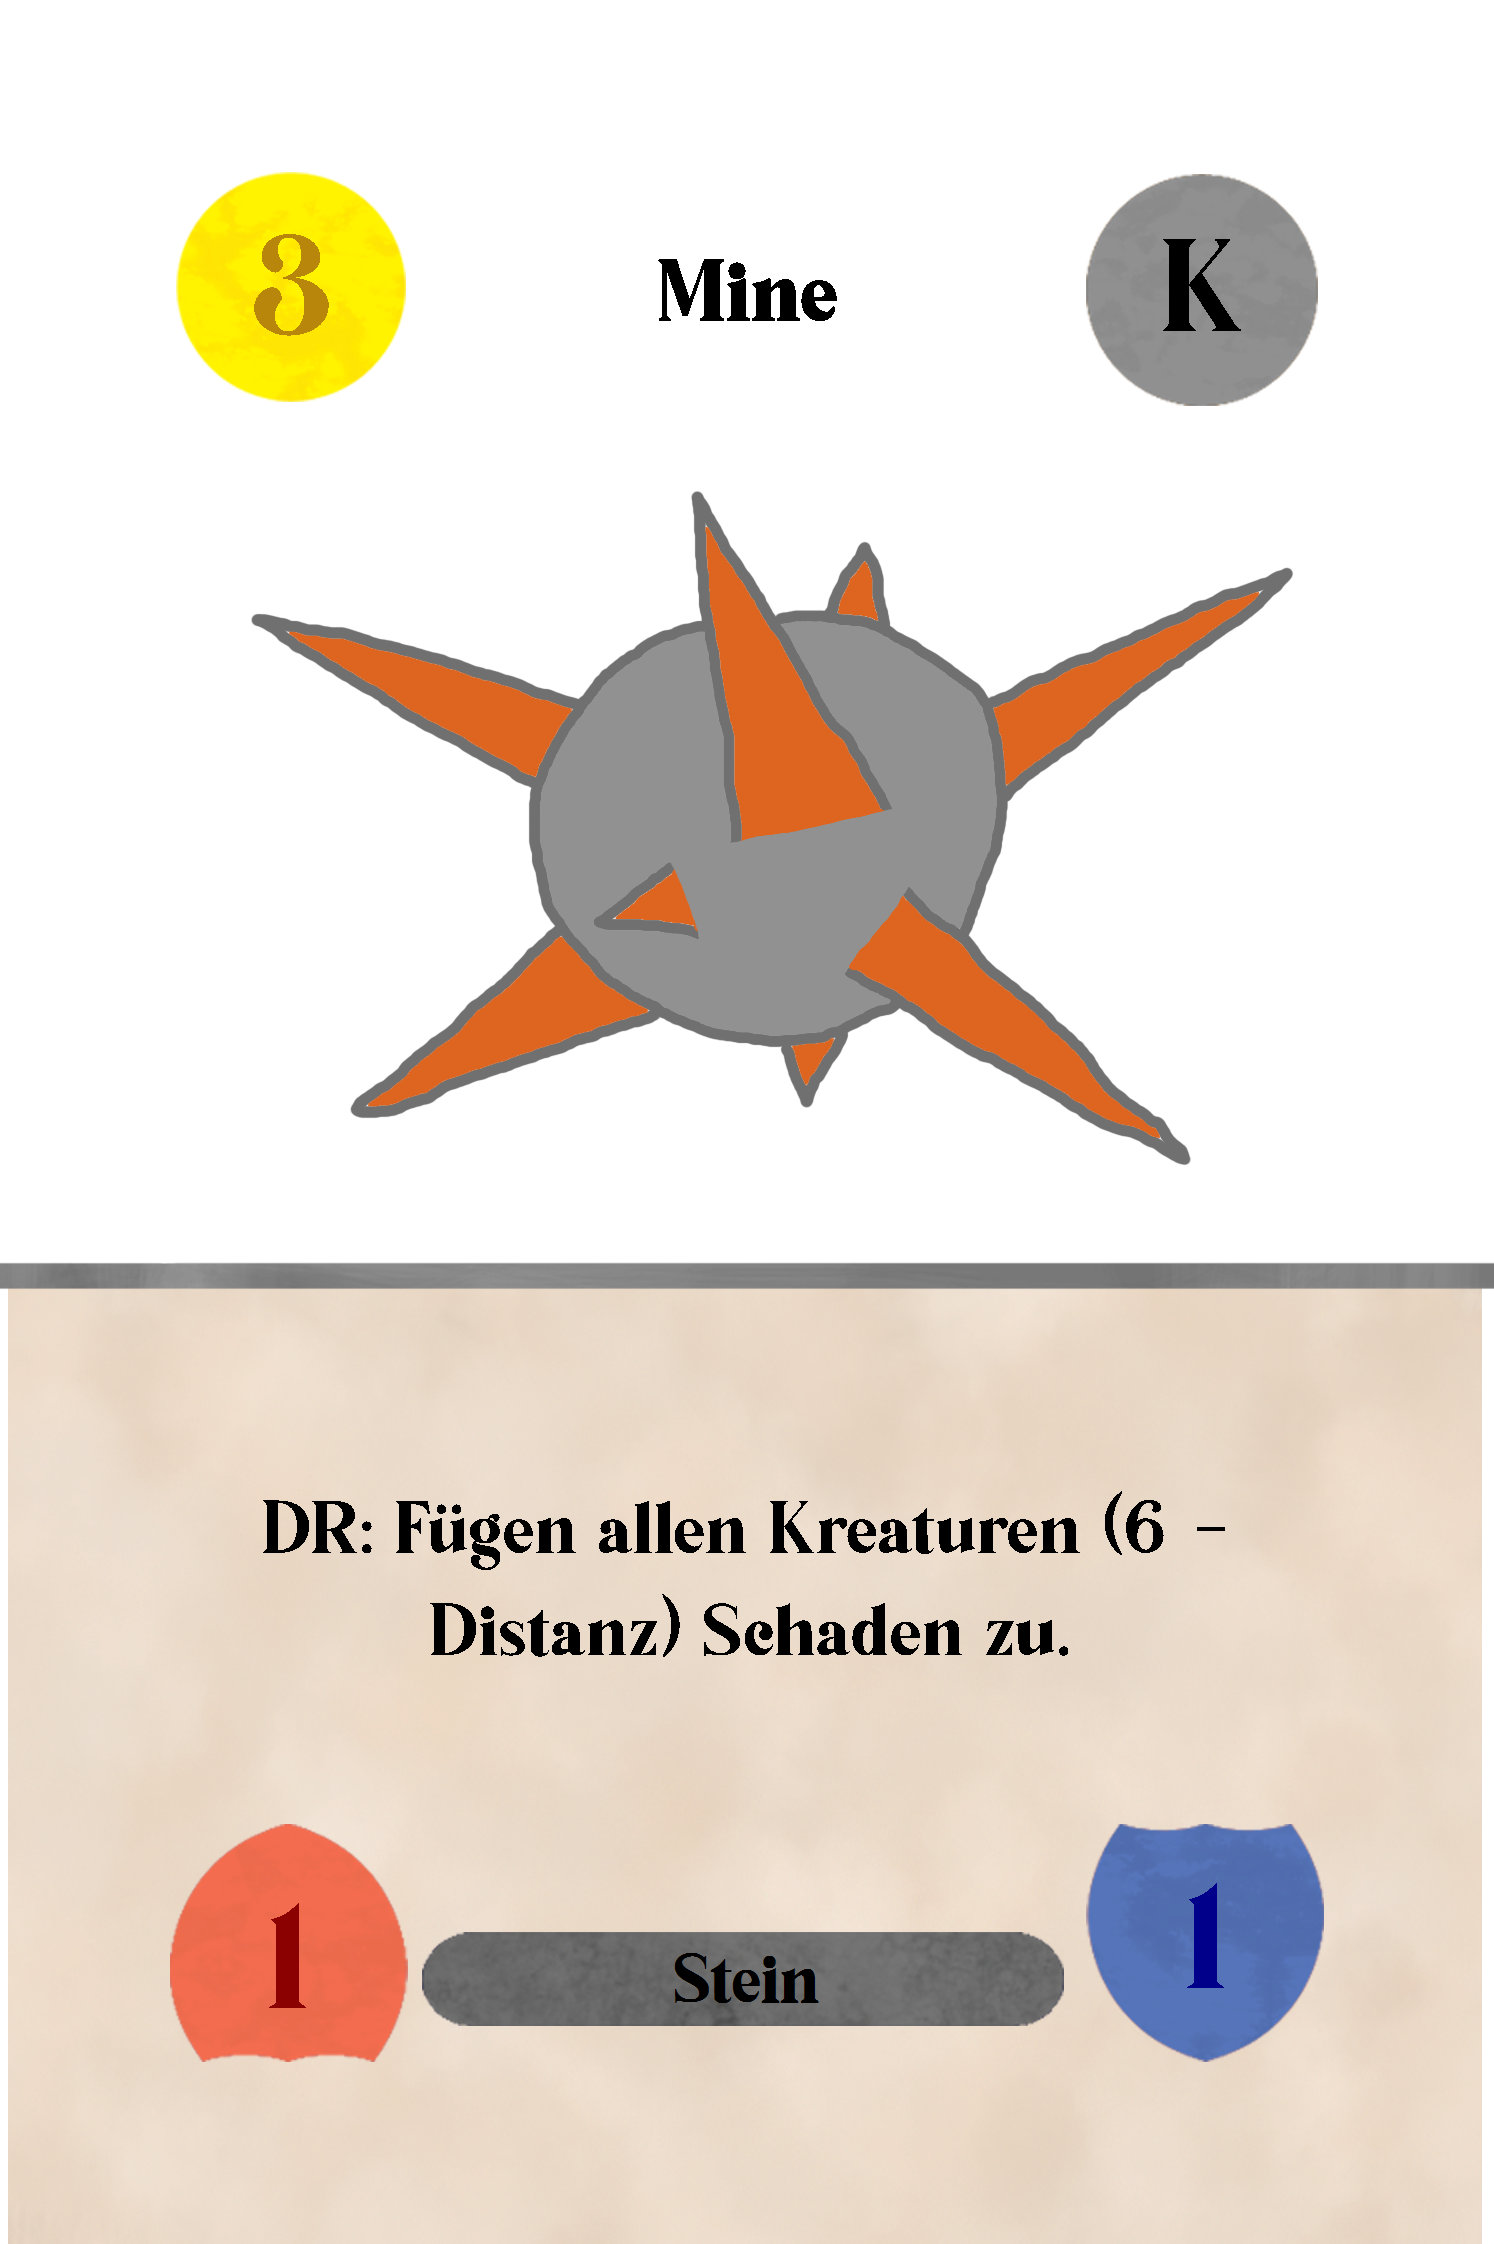 3
Mine
K
DR: Fügen allen Kreaturen (6 -
Distanz) Schaden zu.
1
Stein
1